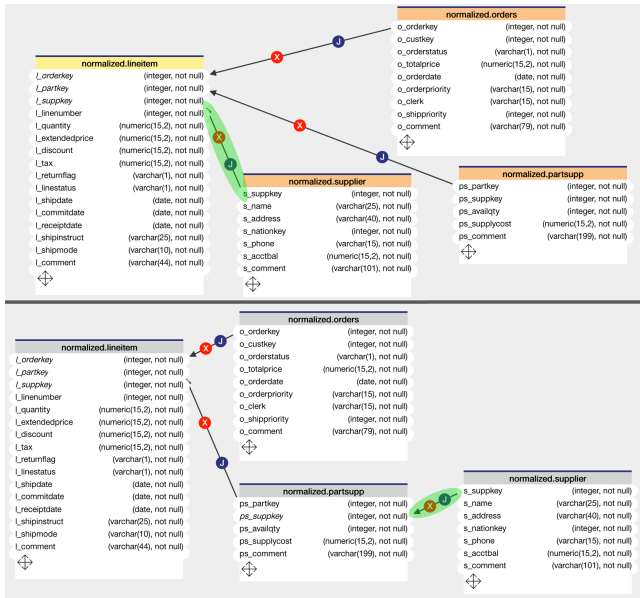 normalized.orders
o_orderkey (integer, not null)
o_custkey (integer, not null)
o_orderstatus (varchar(1), not null)
o_totalprice (numeric(15,2), not null)
o_orderdate (date, not null)
o_orderpriority (varchar(15), not null)
o_clerk (varchar(15), not null)
o_shippriority (integer, not null)
o_comment (varchar(79), not null)
J
X
normalized.lineitem
l_orderkey (integer, not null)
l_partkey (integer, not null)
l_suppkey (integer, not null)
l_linenumber (integer, not null)
l_quantity (numeric(15,2), not null)
l_extendedprice (numeric(15,2), not null)
l_discount (numeric(15,2), not null)
l_tax (numeric(15,2), not null)
l_returnflag (varchar(1), not null)
l_linestatus (varchar(1), not null)
l_shipdate (date, not null)
l_commitdate (date, not null)
l_receiptdate (date, not null)
l_shipinstruct (varchar(25), not null)
l_shipmode (varchar(10), not null)
l_comment (varchar(44), not null)
X
J
X
J
normalized.supplier
s_suppkey (integer, not null)
s_name (varchar(25), not null)
s_address (varchar(40), not null)
s_nationkey (integer, not null)
s_phone (varchar(15), not null)
s_acctbal (numeric(15,2), not null)
s_comment (varchar(101), not null)
normalized.partsupp
ps_partkey (integer, not null)
ps_suppkey (integer, not null)
ps_availqty (integer, not null)
ps_supplycost (numeric(15,2), not null)
ps_comment (varchar(199), not null)
normalized.orders
o_orderkey (integer, not null)
o_custkey (integer, not null)
o_orderstatus (varchar(1), not null)
o_totalprice (numeric(15,2), not null)
o_orderdate (date, not null)
o_orderpriority (varchar(15), not null)
o_clerk (varchar(15), not null)
o_shippriority (integer, not null)
o_comment (varchar(79), not null)
J
X
normalized.lineitem
l_orderkey (integer, not null)
l_partkey (integer, not null)
l_suppkey (integer, not null)
l_linenumber (integer, not null)
l_quantity (numeric(15,2), not null)
l_extendedprice (numeric(15,2), not null)
l_discount (numeric(15,2), not null)
l_tax (numeric(15,2), not null)
l_returnflag (varchar(1), not null)
l_linestatus (varchar(1), not null)
l_shipdate (date, not null)
l_commitdate (date, not null)
l_receiptdate (date, not null)
l_shipinstruct (varchar(25), not null)
l_shipmode (varchar(10), not null)
l_comment (varchar(44), not null)
X
J
normalized.partsupp
ps_partkey (integer, not null)
ps_suppkey (integer, not null)
ps_availqty (integer, not null)
ps_supplycost (numeric(15,2), not null)
ps_comment (varchar(199), not null)
X J
normalized.supplier
s_suppkey (integer, not null)
s_name (varchar(25), not null)
s_address (varchar(40), not null)
s_nationkey (integer, not null)
s_phone (varchar(15), not null)
s_acctbal (numeric(15,2), not null)
s_comment (varchar(101), not null)